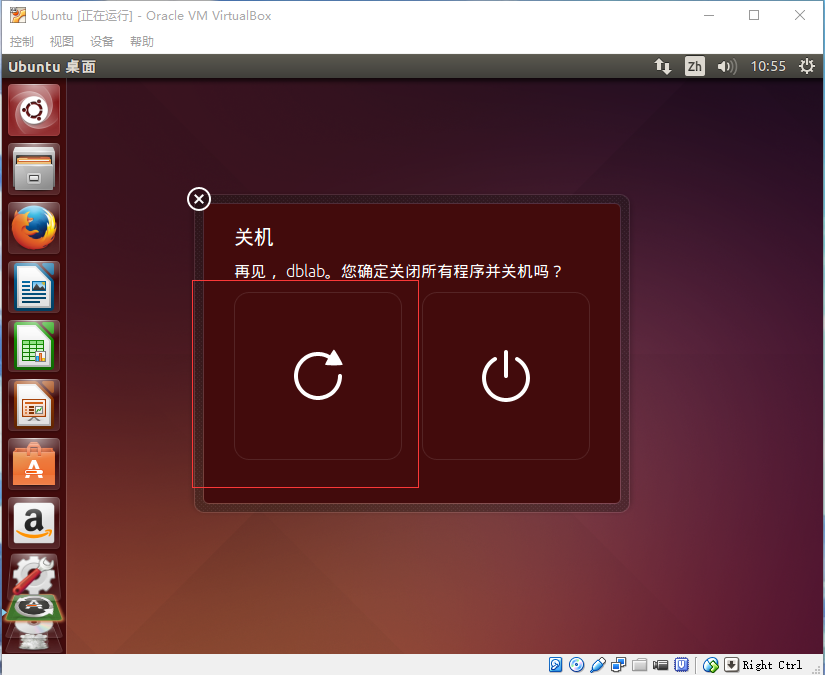 Ubuntu [正在运行] - Oracle VM VirtualBox
控制 视图 设备 帮助
Ubuntu 桌面 Zh 10:55
关机
再见 ，dblab。您确定关闭所有程序并关机吗？
Right Ctrl